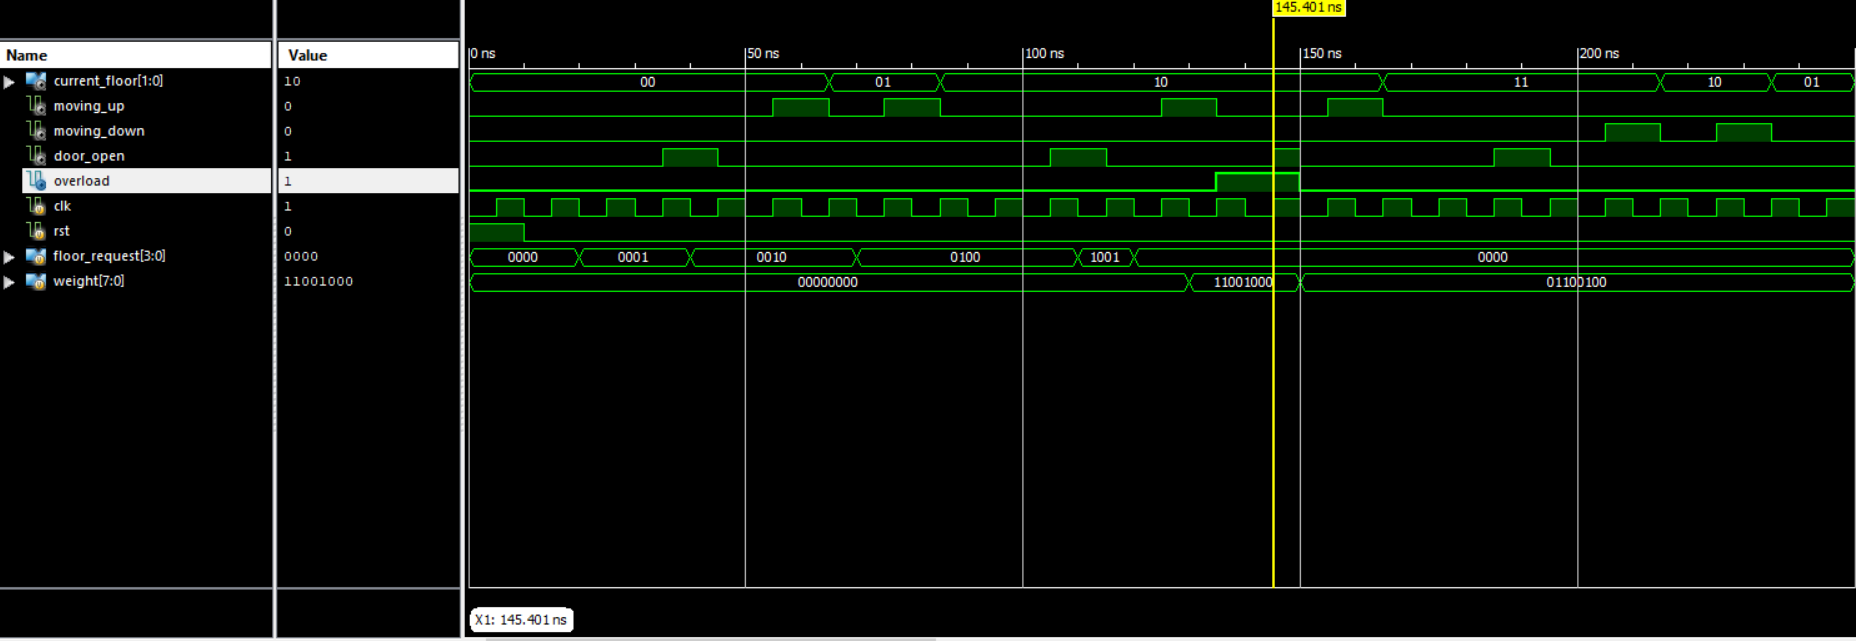 145.401 ns
Name Value 0 ns 50 ns 100 ns 150 ns 200 ns
current_floor[1:0] 10 00 01 10 11 10 01
moving_up 0
moving_down 0
door_open 1
overload 1
clk 1
rst 0
floor_request[3:0] 0000 0000 0001 0010 0100 1001 0000
weight[7:0] 11001000 00000000 11001000 01100100
X1: 145.401 ns